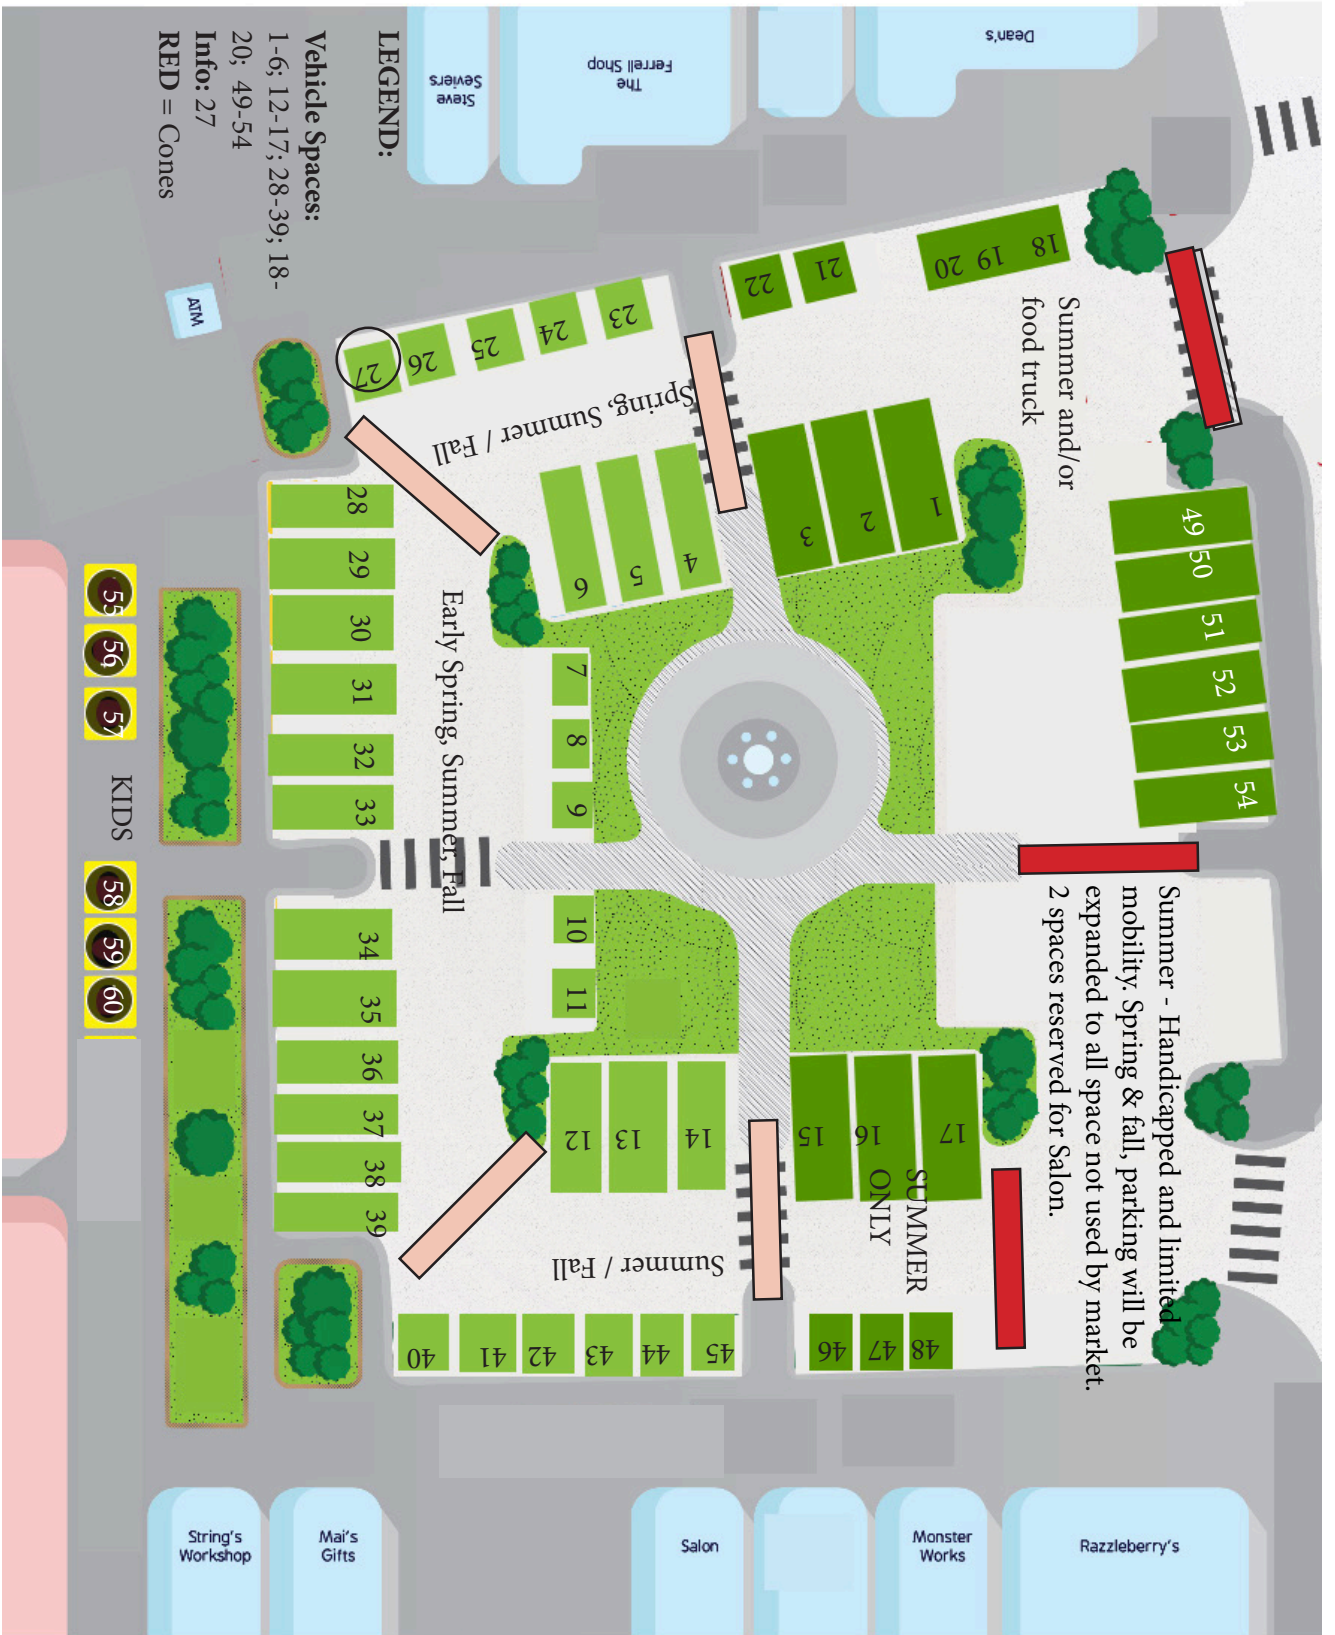 LEGEND:
Vehicle Spaces:
1-6; 12-17; 28-39; 18-
20; 49-54
Info: 27
RED = Cones
Steve
Seviers
The
Ferrell Shop
Dean's
ATM
18
19
20
21
22
23
24
25
26
27
Summer and/or
food truck
Spring, Summer / Fall
1
2
3
4
5
6
49
50
51
52
53
54
28
29
30
31
32
33
Early Spring, Summer, Fall
7
8
9
10
11
55
56
57
KIDS
58
59
60
34
35
36
37
38
39
12
13
14
15
16
17
SUMMER
ONLY
Summer / Fall
Summer - Handicapped and limited
mobility. Spring & fall, parking will be
expanded to all space not used by market.
2 spaces reserved for Salon.
40
41
42
43
44
45
46
47
48
String's
Workshop
Mai's
Gifts
Salon
Monster
Works
Razzleberry's